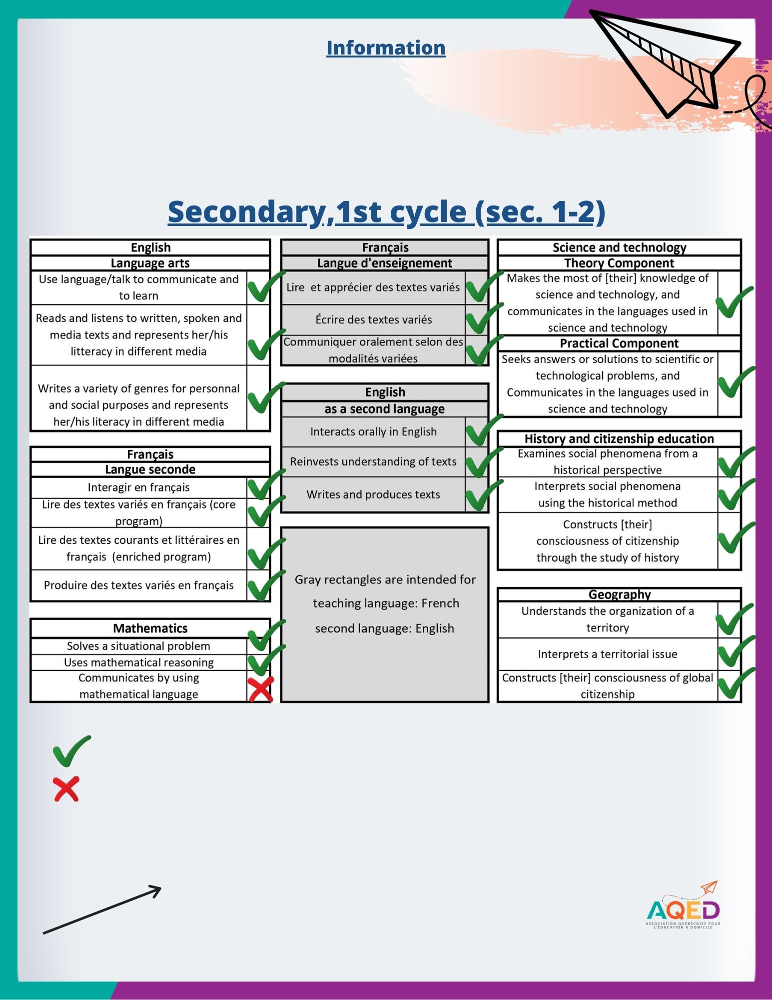 Information
Secondary,1st cycle (sec. 1-2)
English
Language arts
Use language/talk to communicate and
to learn
Reads and listens to written, spoken and
media texts and represents her/his
litteracy in different media
Writes a variety of genres for personnal
and social purposes and represents
her/his literacy in different media
Français
Langue seconde
Interagir en français
Lire des textes variés en français (core
program)
Lire des textes courants et littéraires en
français (enriched program)
Produire des textes variés en français
Mathematics
Solves a situational problem
Uses mathematical reasoning
Communicates by using
mathematical language
Français
Langue d'enseignement
Lire et apprécier des textes variés
Écrire des textes variés
Communiquer oralement selon des
modalités variées
English
as a second language
Interacts orally in English
Reinvests understanding of texts
Writes and produces texts
Gray rectangles are intended for
teaching language: French
second language: English
Science and technology
Theory Component
Makes the most of [their] knowledge of
science and technology, and
communicates in the languages used in
science and technology
Practical Component
Seeks answers or solutions to scientific or
technological problems, and
Communicates in the languages used in
science and technology
History and citizenship education
Examines social phenomena from a
historical perspective
Interprets social phenomena
using the historical method
Constructs [their]
consciousness of citizenship
through the study of history
Geography
Understands the organization of a
territory
Interprets a territorial issue
Constructs [their] consciousness of global
citizenship
AQED
ASSOCIATION QUÉBÉCOISE POUR
L'ÉDUCATION À DOMICILE